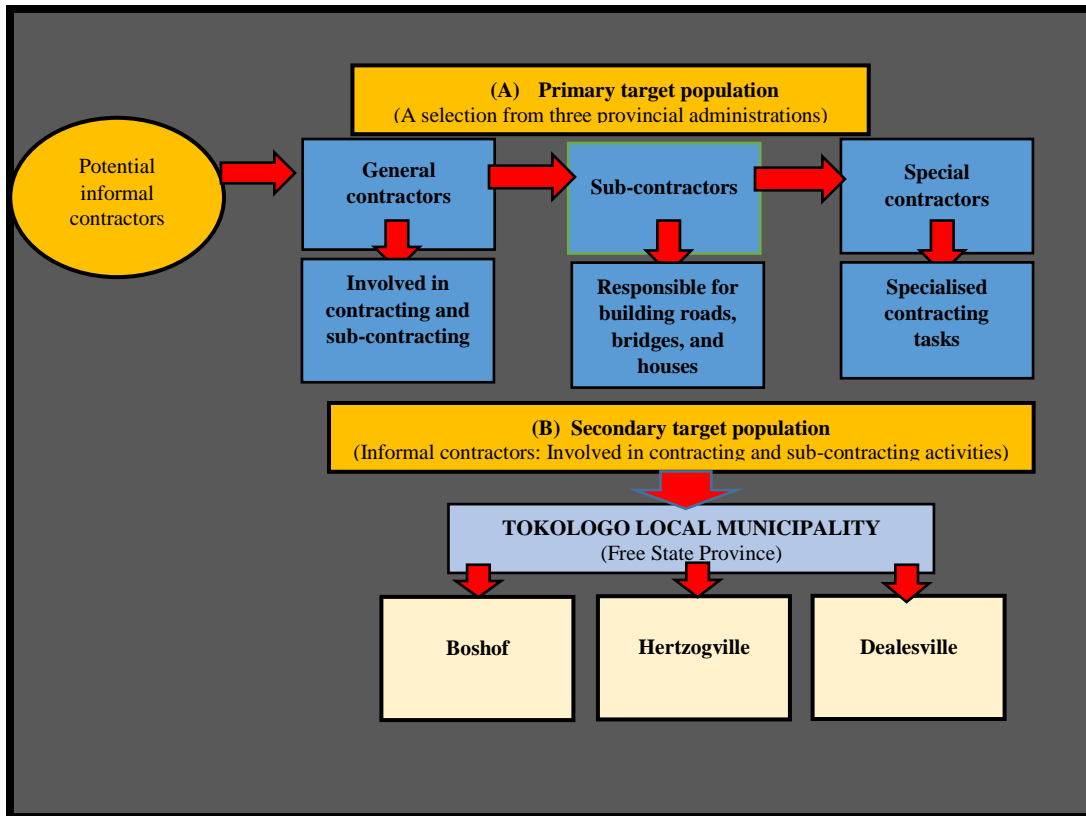 (A) Primary target population
(A selection from three provincial administrations)
Potential
informal
contractors
General
contractors
Sub-contractors
Special
contractors
Involved in
contracting and
sub-contracting
Responsible for
building roads,
bridges, and
houses
Specialised
contracting
tasks
(B) Secondary target population
(Informal contractors: Involved in contracting and sub-contracting activities)
TOKOLOGO LOCAL MUNICIPALITY
(Free State Province)
Boshof
Hertzogville
Dealesville